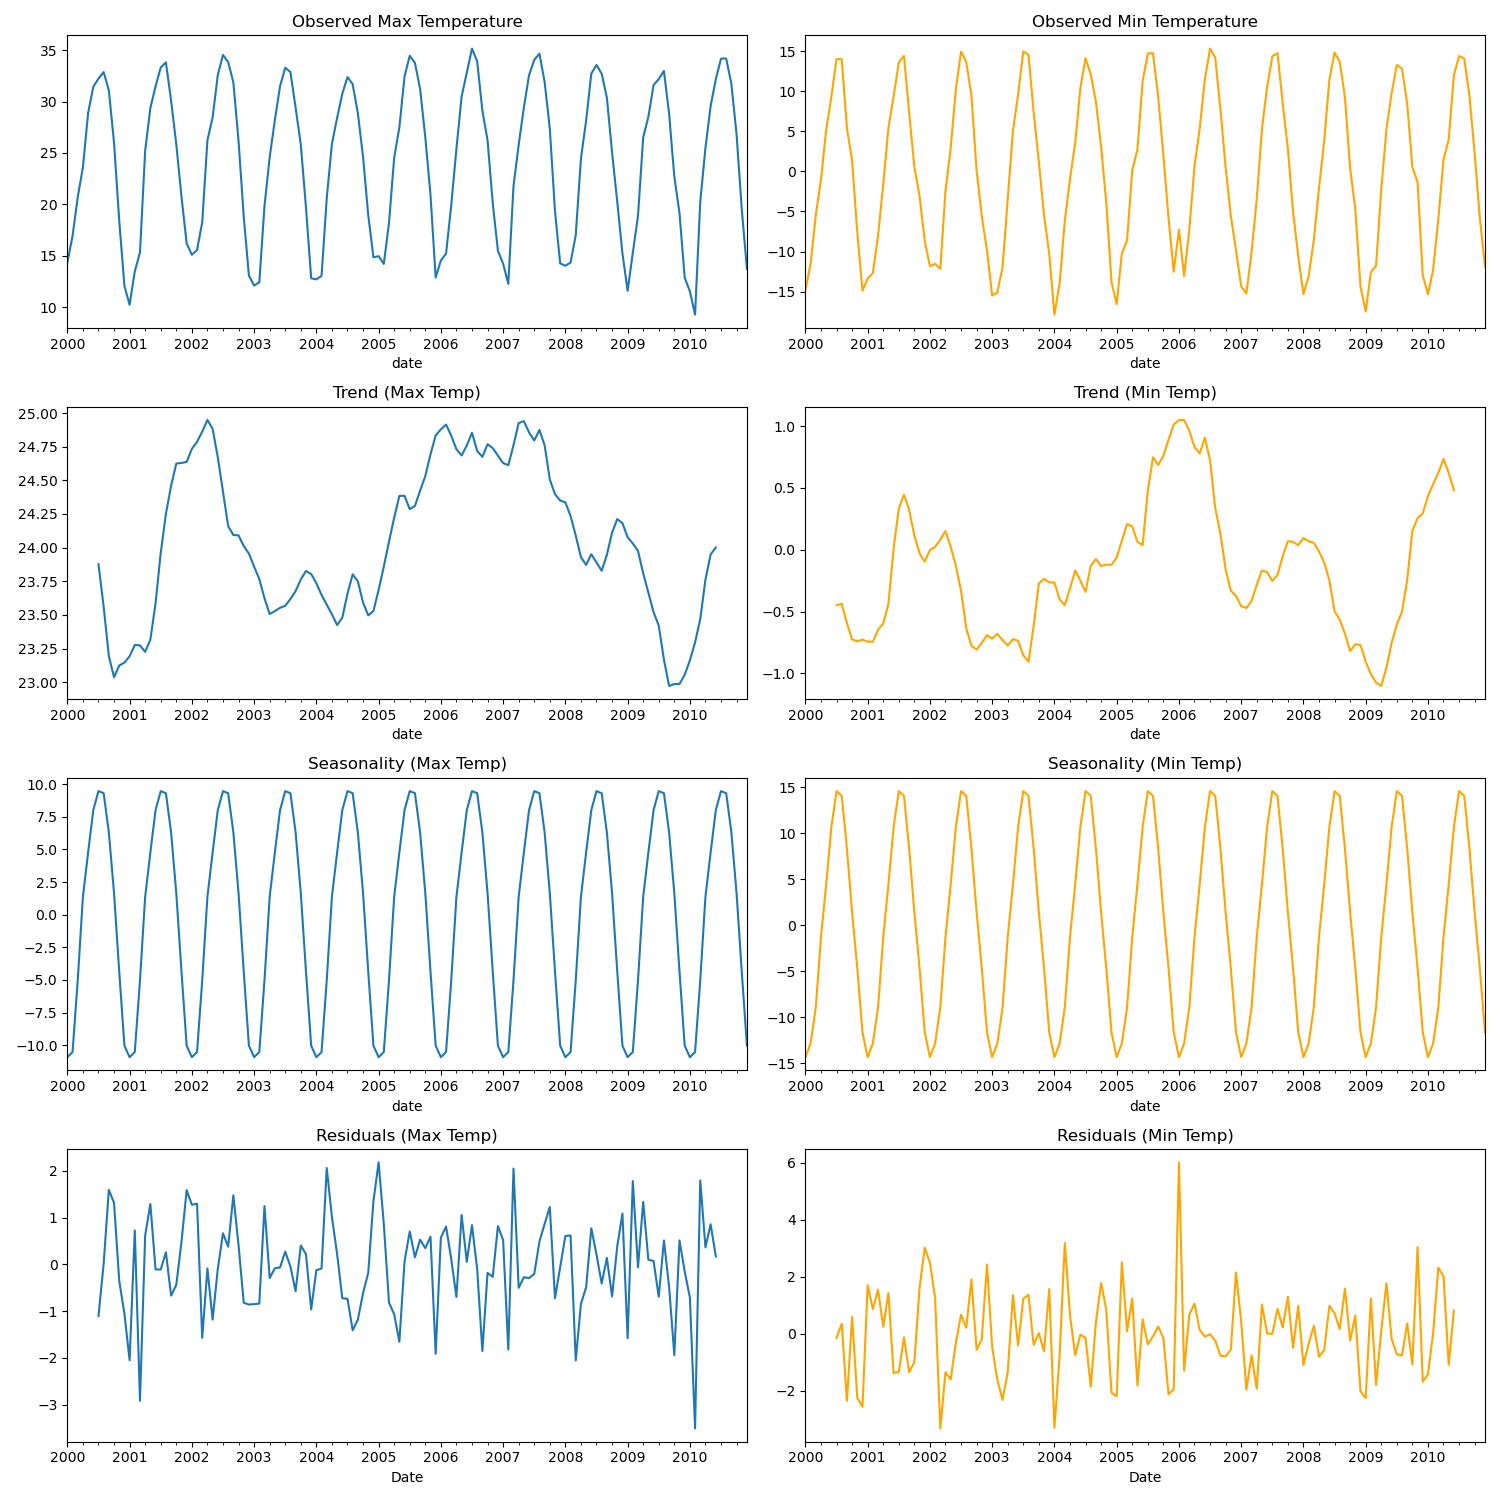 Observed Max Temperature
35
30
25
20
15
10
2000 2001 2002 2003 2004 2005 2006 2007 2008 2009 2010
date
Observed Min Temperature
15
10
5
0
−5
−10
−15
2000 2001 2002 2003 2004 2005 2006 2007 2008 2009 2010
date
Trend (Max Temp)
25.00
24.75
24.50
24.25
24.00
23.75
23.50
23.25
23.00
2000 2001 2002 2003 2004 2005 2006 2007 2008 2009 2010
date
Trend (Min Temp)
1.0
0.5
0.0
−0.5
−1.0
2000 2001 2002 2003 2004 2005 2006 2007 2008 2009 2010
date
Seasonality (Max Temp)
10.0
7.5
5.0
2.5
0.0
−2.5
−5.0
−7.5
−10.0
2000 2001 2002 2003 2004 2005 2006 2007 2008 2009 2010
date
Seasonality (Min Temp)
15
10
5
0
−5
−10
−15
2000 2001 2002 2003 2004 2005 2006 2007 2008 2009 2010
date
Residuals (Max Temp)
2
1
0
−1
−2
−3
2000 2001 2002 2003 2004 2005 2006 2007 2008 2009 2010
Date
Residuals (Min Temp)
6
4
2
0
−2
2000 2001 2002 2003 2004 2005 2006 2007 2008 2009 2010
Date